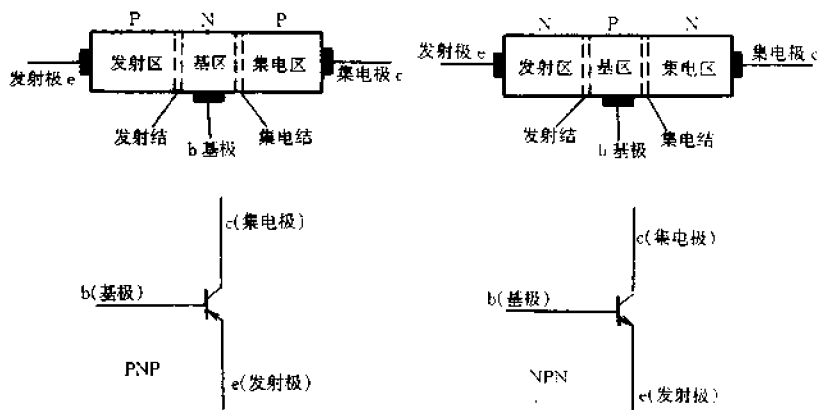 P N P
发射区 基区 集电区
发射极 e
集电极 c
发射结 集电结
b 基极
N P N
发射区 基区 集电区
发射极 e
集电极 c
发射结 集电结
b 基极
c(集电极)
b(基极)
PNP
e(发射极)
c(集电极)
b(基极)
NPN
e(发射极)